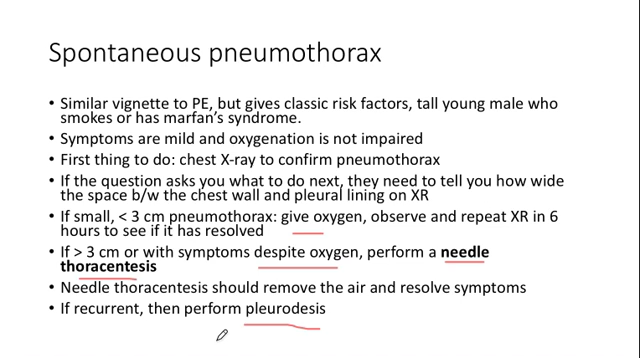 Spontaneous pneumothorax
• Similar vignette to PE, but gives classic risk factors, tall young male who
smokes or has marfan's syndrome.
• Symptoms are mild and oxygenation is not impaired
• First thing to do: chest X-ray to confirm pneumothorax
• If the question asks you what to do next, they need to tell you how wide
the space b/w the chest wall and pleural lining on XR
• If small, < 3 cm pneumothorax: give oxygen, observe and repeat XR in 6
hours to see if it has resolved
• If > 3 cm or with symptoms despite oxygen, perform a needle
thoracentesis
• Needle thoracentesis should remove the air and resolve symptoms
• If recurrent, then perform pleurodesis